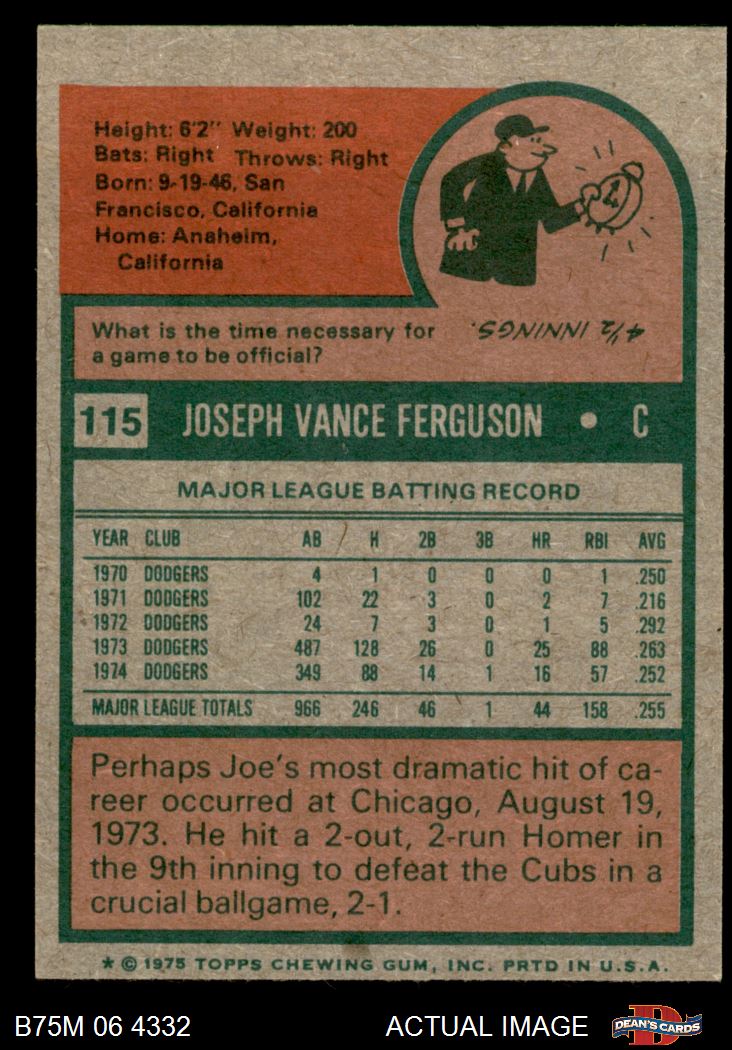 Height: 6'2" Weight: 200
Bats: Right Throws: Right
Born: 9-19-46, San
Francisco, California
Home: Anaheim,
California
What is the time necessary for
a game to be official?
4½ INNINGS.
115 JOSEPH VANCE FERGUSON • C
MAJOR LEAGUE BATTING RECORD
YEAR CLUB AB H 2B 3B HR RBI AVG
1970 DODGERS 4 1 0 0 0 1 .250
1971 DODGERS 102 22 3 0 2 7 .216
1972 DODGERS 24 7 3 0 1 5 .292
1973 DODGERS 487 128 26 0 25 88 .263
1974 DODGERS 349 88 14 1 16 57 .252
MAJOR LEAGUE TOTALS 966 246 46 1 44 158 .255
Perhaps Joe's most dramatic hit of ca-
reer occurred at Chicago, August 19,
1973. He hit a 2-out, 2-run Homer in
the 9th inning to defeat the Cubs in a
crucial ballgame, 2-1.
* © 1975 TOPPS CHEWING GUM, INC. PRTD IN U.S.A.
B75M 06 4332 ACTUAL IMAGE DEAN'S CARDS